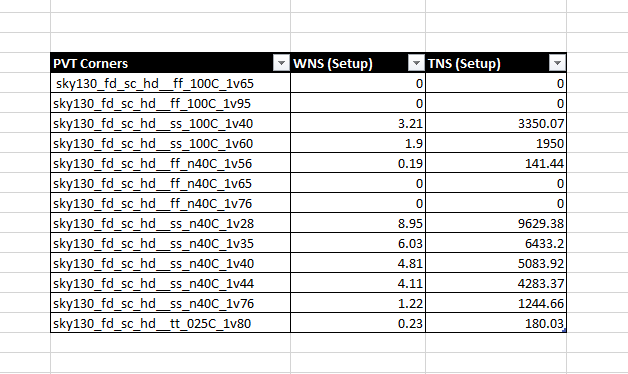 PVT Corners WNS (Setup) TNS (Setup)
sky130_fd_sc_hd__ff_100C_1v65 0 0
sky130_fd_sc_hd__ff_100C_1v95 0 0
sky130_fd_sc_hd__ss_100C_1v40 3.21 3350.07
sky130_fd_sc_hd__ss_100C_1v60 1.9 1950
sky130_fd_sc_hd__ff_n40C_1v56 0.19 141.44
sky130_fd_sc_hd__ff_n40C_1v65 0 0
sky130_fd_sc_hd__ff_n40C_1v76 0 0
sky130_fd_sc_hd__ss_n40C_1v28 8.95 9629.38
sky130_fd_sc_hd__ss_n40C_1v35 6.03 6433.2
sky130_fd_sc_hd__ss_n40C_1v40 4.81 5083.92
sky130_fd_sc_hd__ss_n40C_1v44 4.11 4283.37
sky130_fd_sc_hd__ss_n40C_1v76 1.22 1244.66
sky130_fd_sc_hd__tt_025C_1v80 0.23 180.03